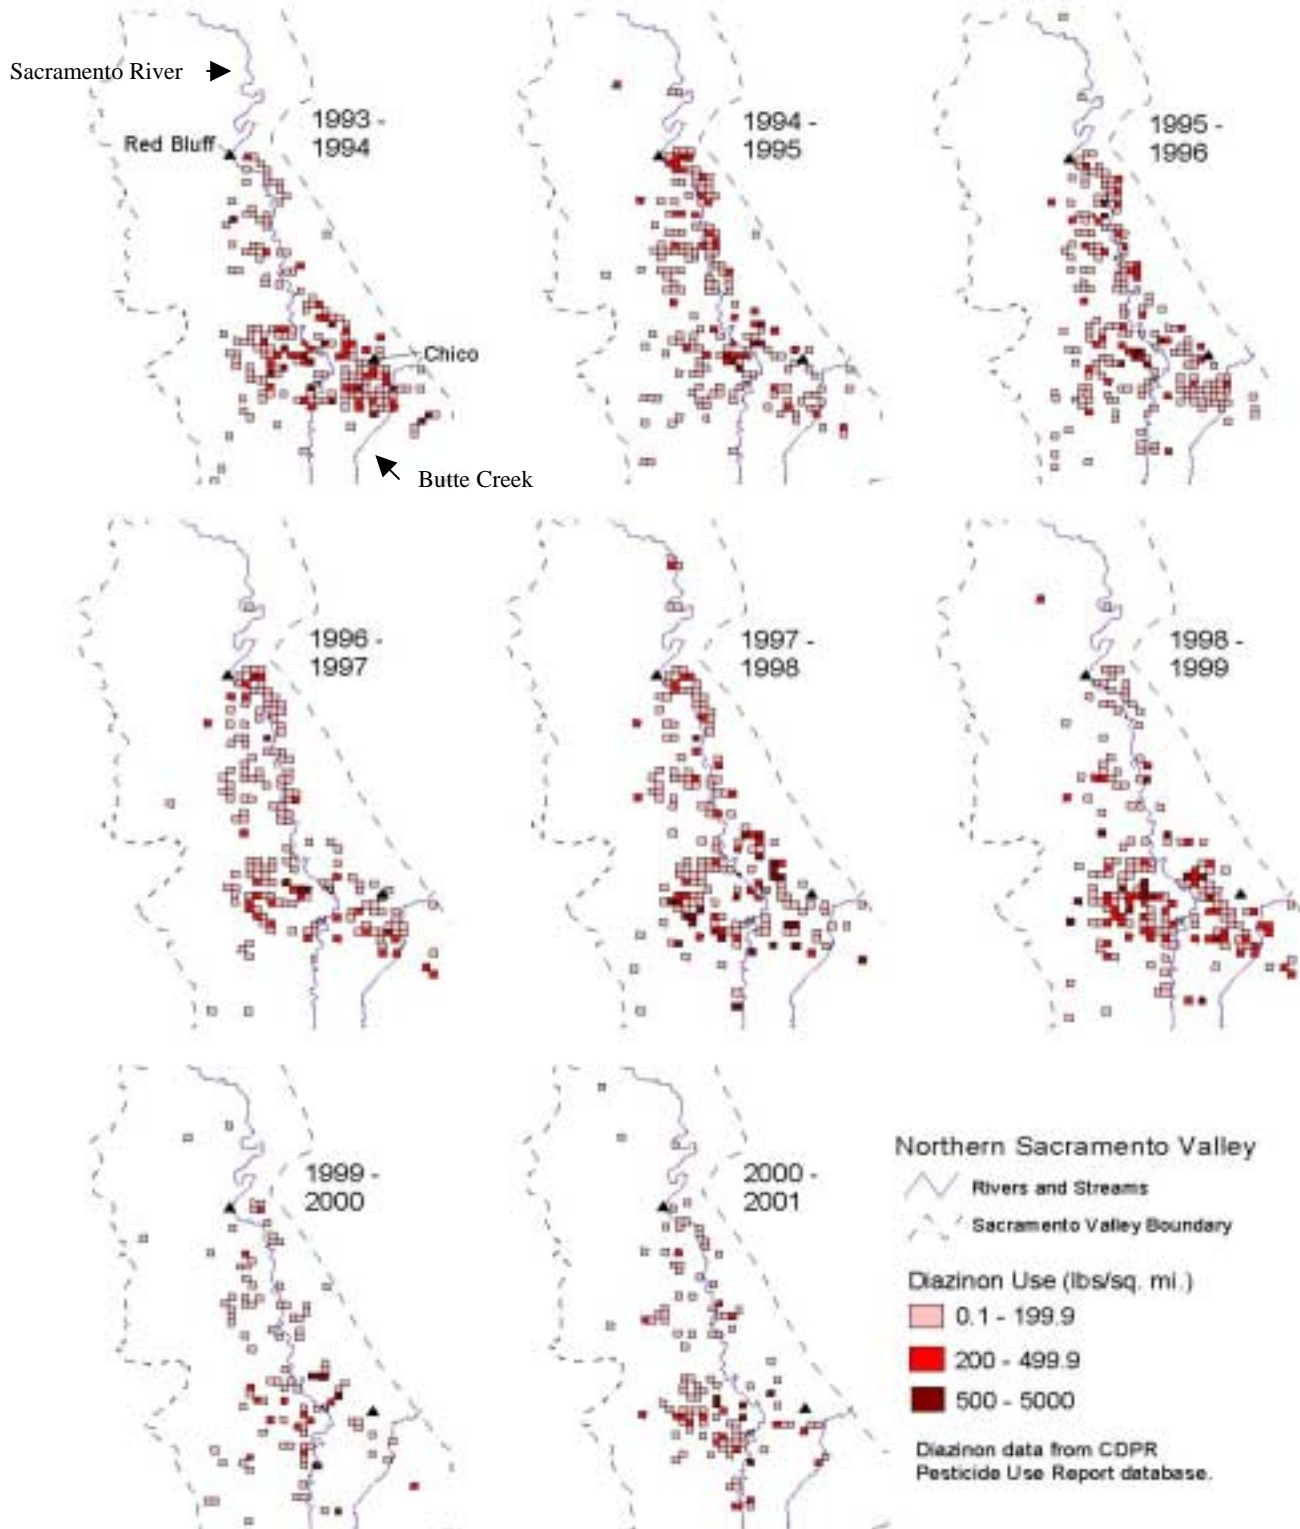 Sacramento River
1993 -
1994
Red Bluff
Chico
Butte Creek
1994 -
1995
1995 -
1996
1996 -
1997
1997 -
1998
1998 -
1999
1999 -
2000
2000 -
2001
Northern Sacramento Valley
Rivers and Streams
Sacramento Valley Boundary
Diazinon Use (lbs/sq. mi.)
0.1 - 199.9
200 - 499.9
500 - 5000
Diazinon data from CDPR
Pesticide Use Report database.